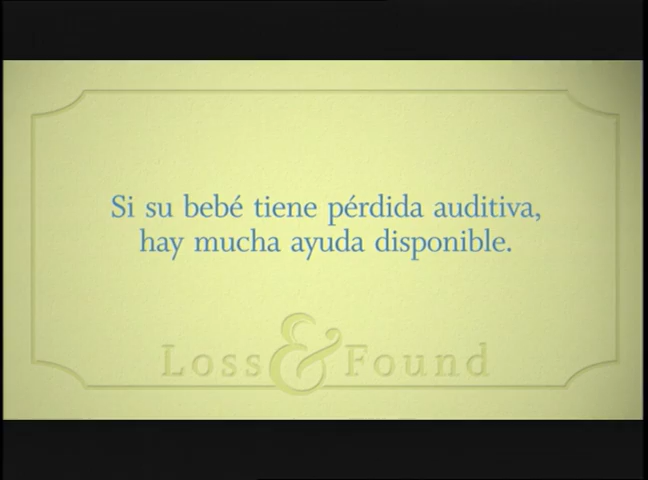 Si su bebé tiene pérdida auditiva,
hay mucha ayuda disponible.
Loss & Found